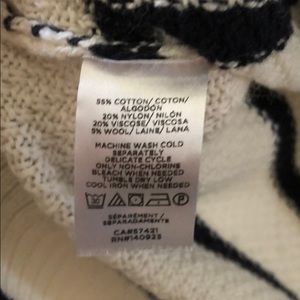 55% COTTON/ COTON/
ALGODON
20% NYLON/ NILÓN
20% VISCOSE/ VISCOSA
5% WOOL/ LAINE/ LANA
MACHINE WASH COLD
SEPARATELY
DELICATE CYCLE
ONLY NON-CHLORINE
BLEACH WHEN NEEDED
TUMBLE DRY LOW
COOL IRON WHEN NEEDED
SÉPARÉMENT/
SEPARADAMENTE
CA#57421
RN#140923